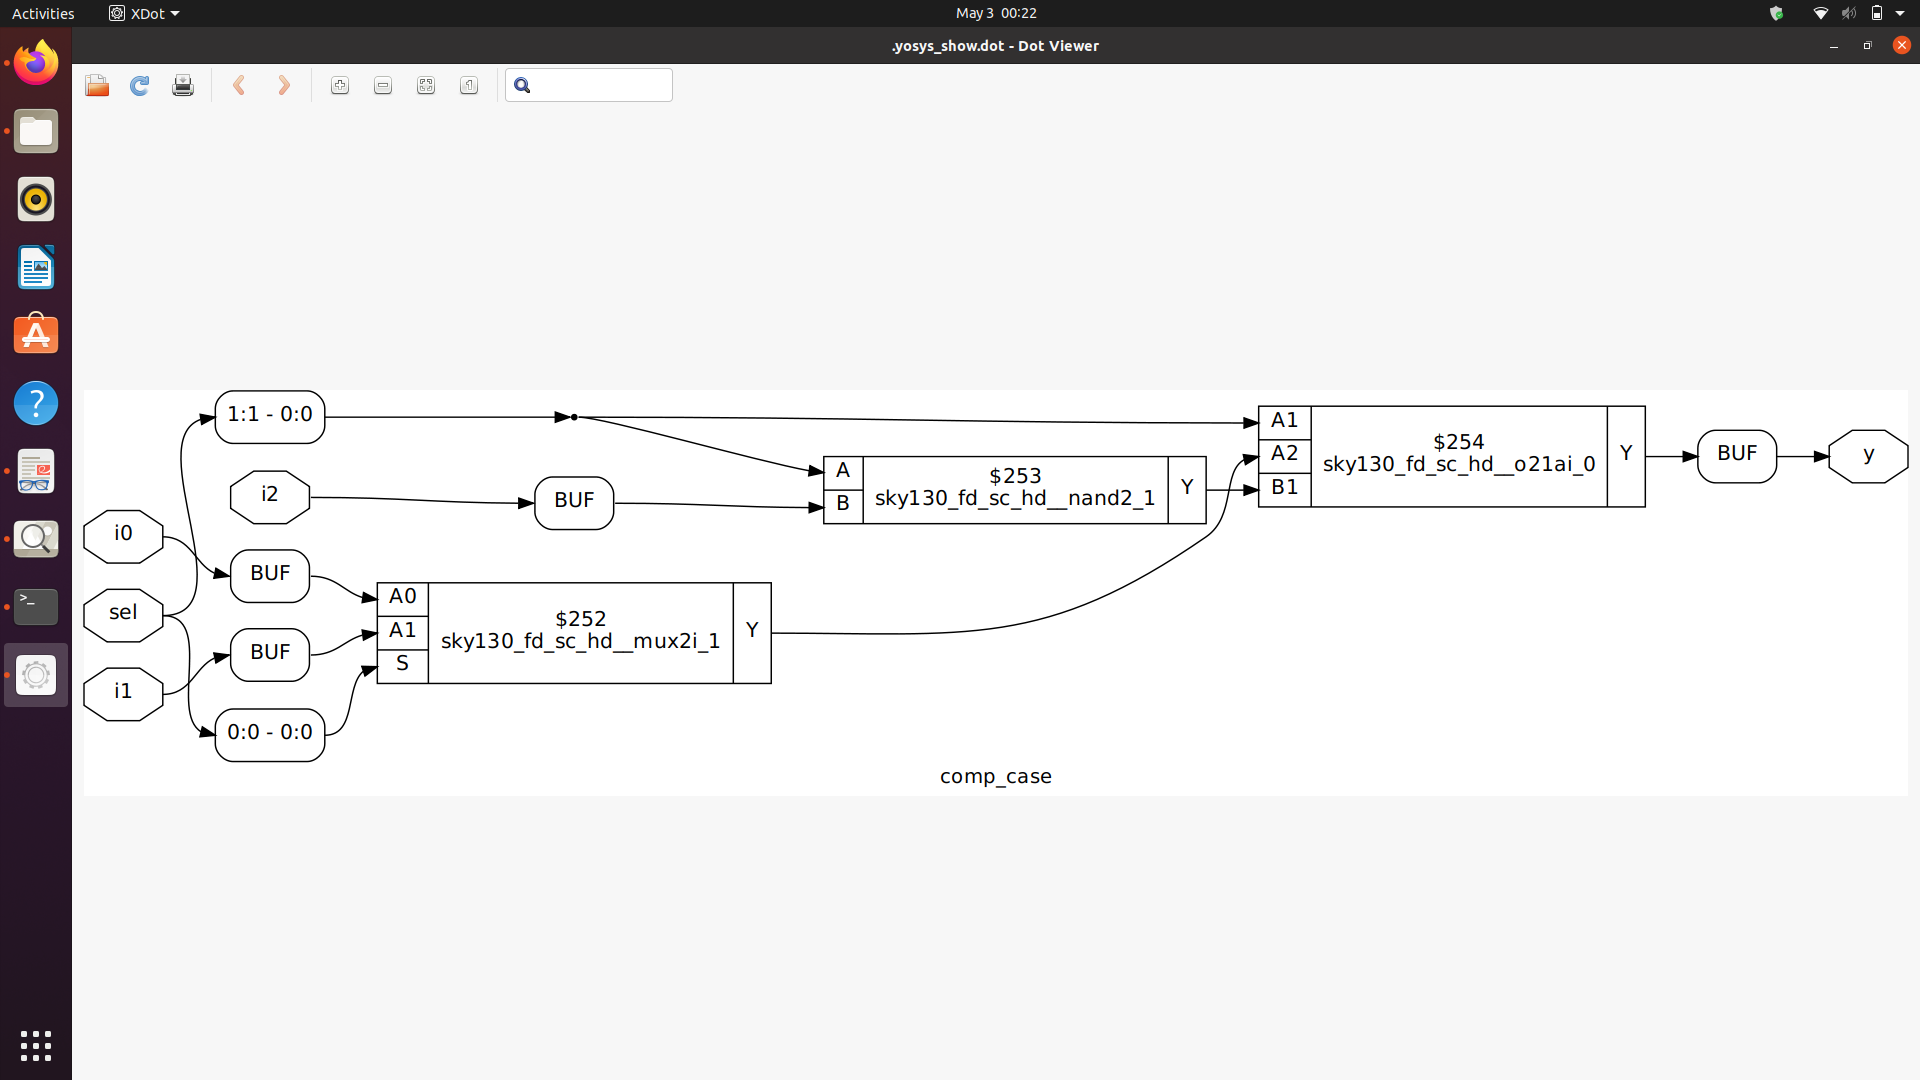 Activities
XDot
May 3 00:22
.yosys_show.dot - Dot Viewer
1:1 - 0:0
i2
BUF
i0
BUF
sel
BUF
i1
0:0 - 0:0
A0
A1
S
$252
sky130_fd_sc_hd__mux2i_1
Y
A
B
$253
sky130_fd_sc_hd__nand2_1
Y
A1
A2
B1
$254
sky130_fd_sc_hd__o21ai_0
Y
BUF
y
comp_case